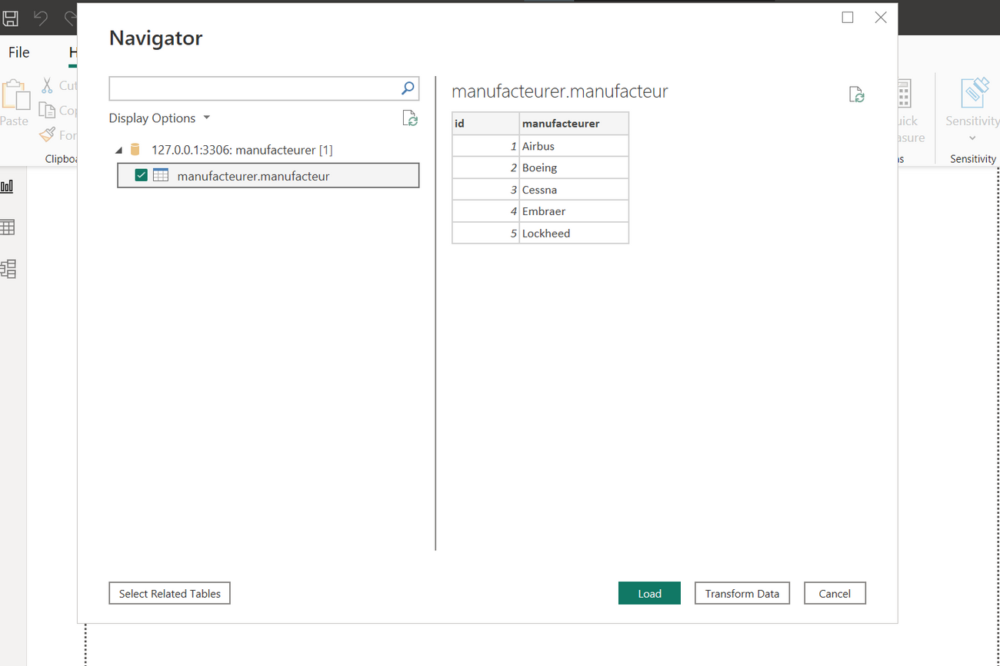 Navigator
File
H
Cut
Paste
Cop
For
Clipboa
Display Options
127.0.0.1:3306: manufacteurer [1]
manufacteurer.manufacteur
manufacteurer.manufacteur
id manufacteurer
1 Airbus
2 Boeing
3 Cessna
4 Embraer
5 Lockheed
uick
asure
ns
Sensitivity
Sensitivity
Select Related Tables
Load
Transform Data
Cancel